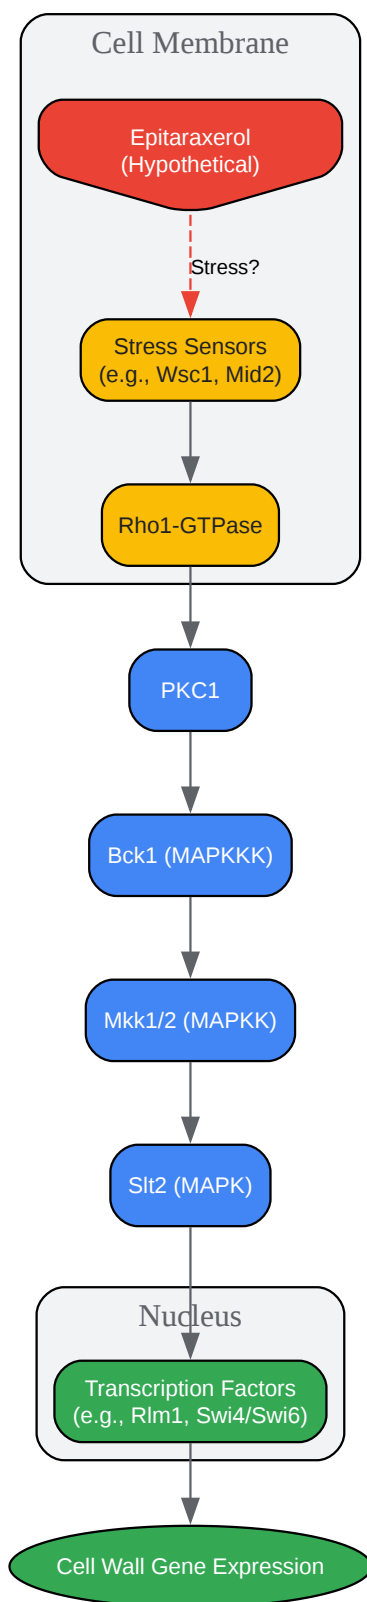 Cell Membrane
Epitaraxerol
(Hypothetical)
Stress?
Stress Sensors
(e.g., Wsc1, Mid2)
Rho1-GTPase
PKC1
Bck1 (MAPKKK)
Mkk1/2 (MAPKK)
Slt2 (MAPK)
Nucleus
Transcription Factors
(e.g., Rlm1, Swi4/Swi6)
Cell Wall Gene Expression